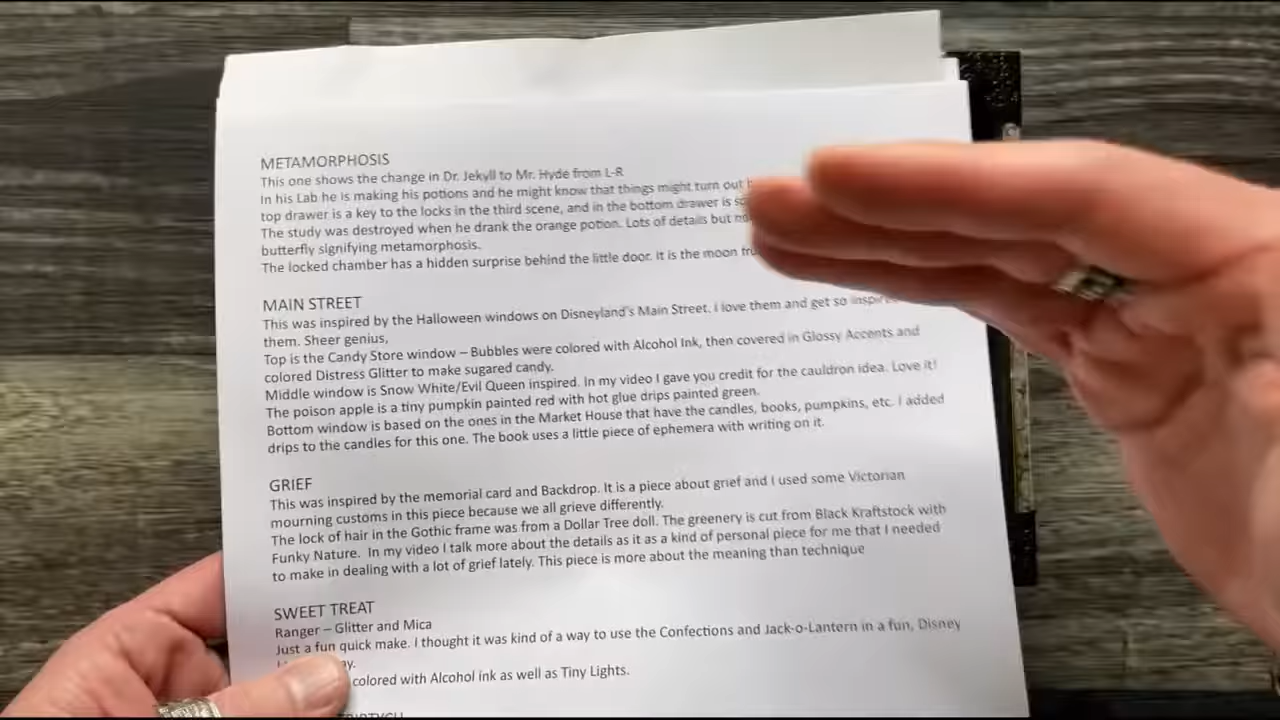 METAMORPHOSIS
This one shows the change in Dr. Jekyll to Mr. Hyde from L-R
In his Lab he is making his potions and he might know that things might turn out
top drawer is a key to the locks in the third scene, and in the bottom drawer is
The study was destroyed when he drank the orange potion. Lots of details but
butterfly signifying metamorphosis.
The locked chamber has a hidden surprise behind the little door. It is the moon
MAIN STREET
This was inspired by the Halloween windows on Disneyland's Main Street. I love them and get so
them. Sheer genius,
Top is the Candy Store window – Bubbles were colored with Alcohol Ink, then covered in Glossy Accents and
colored Distress Glitter to make sugared candy.
Middle window is Snow White/Evil Queen inspired. In my video I gave you credit for the cauldron idea. Love it!
The poison apple is a tiny pumpkin painted red with hot glue drips painted green.
Bottom window is based on the ones in the Market House that have the candles, books, pumpkins, etc. I added
drips to the candles for this one. The book uses a little piece of ephemera with writing on it.
GRIEF
This was inspired by the memorial card and Backdrop. It is a piece about grief and I used some Victorian
mourning customs in this piece because we all grieve differently.
The lock of hair in the Gothic frame was from a Dollar Tree doll. The greenery is cut from Black Kraftstock with
Funky Nature. In my video I talk more about the details as it as a kind of personal piece for me that I needed
to make in dealing with a lot of grief lately. This piece is more about the meaning than technique
SWEET TREAT
Ranger – Glitter and Mica
Just a fun quick make. I thought it was kind of a way to use the Confections and Jack-o-Lantern in a fun, Disney
colored with Alcohol ink as well as Tiny Lights.